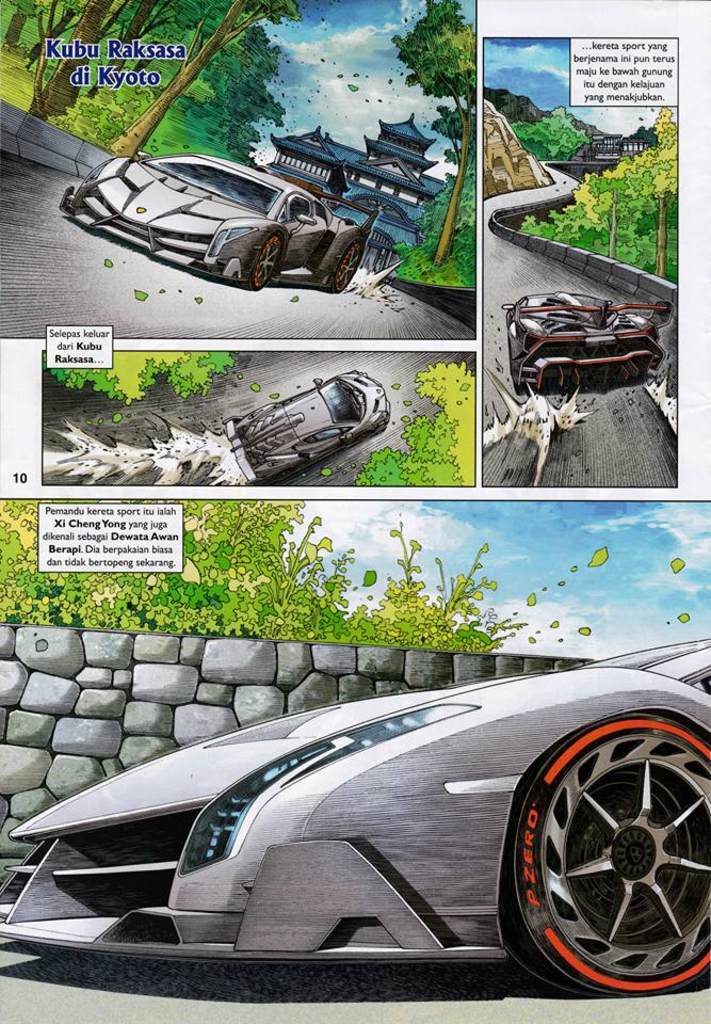 Kubu Raksasa
di Kyoto
...kereta sport yang
berjenama ini pun terus
maju ke bawah gunung
itu dengan kelajuan
yang menakjubkan.
Selepas keluar
dari Kubu
Raksasa...
10
Pemandu kereta sport itu ialah
Xi Cheng Yong yang juga
dikenali sebagai Dewata Awan
Berapi. Dia berpakaian biasa
dan tidak bertopeng sekarang.
P ZERO